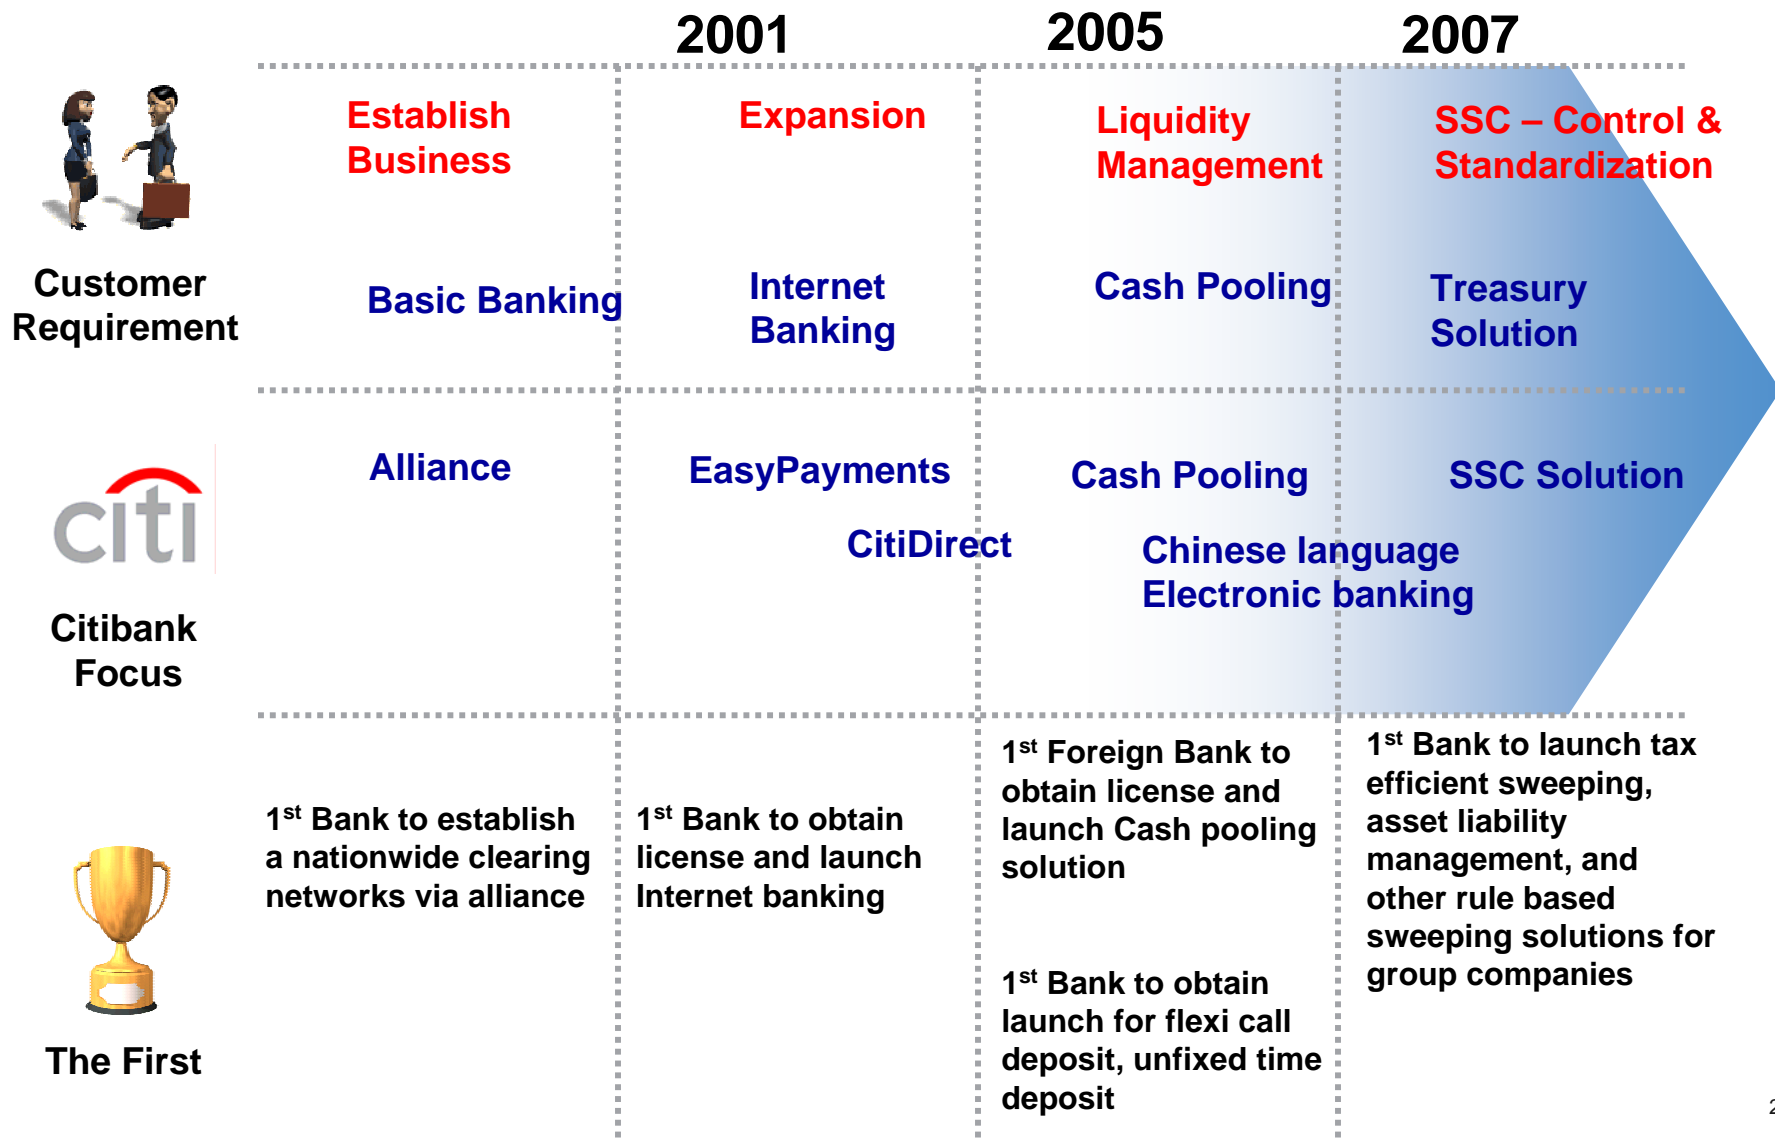 2001
2005
2007
Establish
Business
Expansion
Liquidity
Management
SSC – Control &
Standardization
Customer
Requirement
Basic Banking
Internet
Banking
Cash Pooling
Treasury
Solution
citi
Citibank
Focus
Alliance
EasyPayments
CitiDirect
Cash Pooling
Chinese language
Electronic banking
SSC Solution
The First
1st Bank to establish
a nationwide clearing
networks via alliance
1st Bank to obtain
license and launch
Internet banking
1st Foreign Bank to
obtain license and
launch Cash pooling
solution
1st Bank to obtain
launch for flexi call
deposit, unfixed time
deposit
1st Bank to launch tax
efficient sweeping,
asset liability
management, and
other rule based
sweeping solutions for
group companies
2